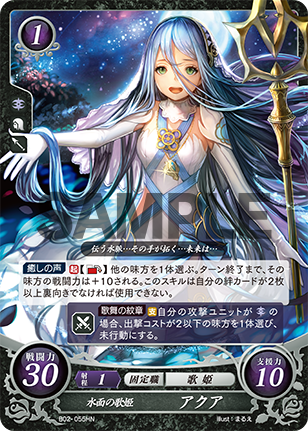 1
SAMPLE
伝う水脈…その手が拓く…未来は…
癒しの声 起 他の味方を1体選ぶ。ターン終了まで、その
味方の戦闘力は+10される。このスキルは自分の絆カードが2枚
以上裏向きでなければ使用できない。
歌舞の紋章 支 自分の攻撃ユニットが
の場合、出撃コストが2以下の味方を1体選び、
未行動にする。
戦闘力
30
射程 1
固定職
歌姫
支援力
10
水面の歌姫 アクア
B02-055HN
Illust:まるえ